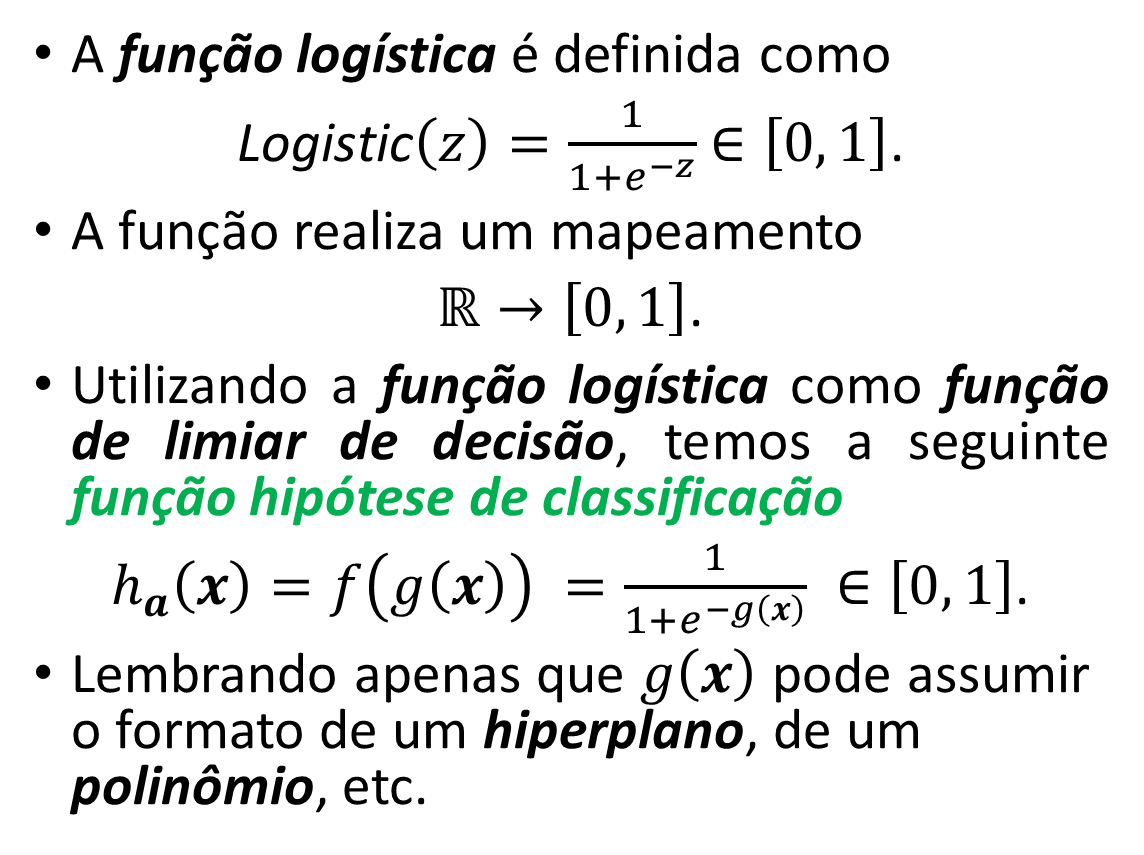 • A função logística é definida como
Logistic(z) = 1/(1+e^{−z}) ∈ [0, 1].
• A função realiza um mapeamento
ℝ → [0, 1].
• Utilizando a função logística como função
de limiar de decisão, temos a seguinte
função hipótese de classificação
h_a(x) = f(g(x)) = 1/(1+e^{−g(x)}) ∈ [0, 1].
• Lembrando apenas que g(x) pode assumir
o formato de um hiperplano, de um
polinômio, etc.